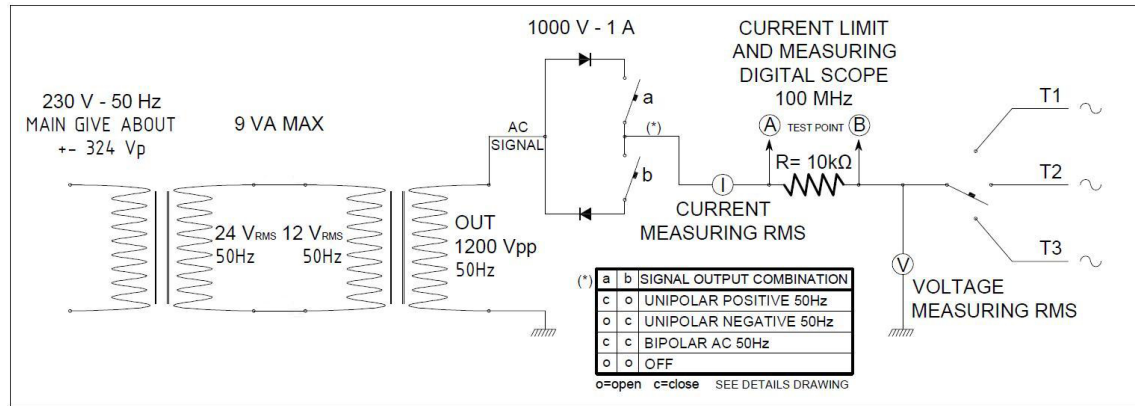 230 V - 50 Hz
MAIN GIVE ABOUT
+- 324 Vp
9 VA MAX
24 VRMS
50Hz
12 VRMS
50Hz
OUT
1200 Vpp
50Hz
AC
SIGNAL
1000 V - 1 A
a
(*)
b
I
CURRENT
MEASURING RMS
CURRENT LIMIT
AND MEASURING
DIGITAL SCOPE
100 MHz
A TEST POINT B
R= 10kΩ
T1
T2
T3
V
VOLTAGE
MEASURING RMS
(*) a b SIGNAL OUTPUT COMBINATION
c o UNIPOLAR POSITIVE 50Hz
o c UNIPOLAR NEGATIVE 50Hz
c c BIPOLAR AC 50Hz
o o OFF
o=open c=close SEE DETAILS DRAWING